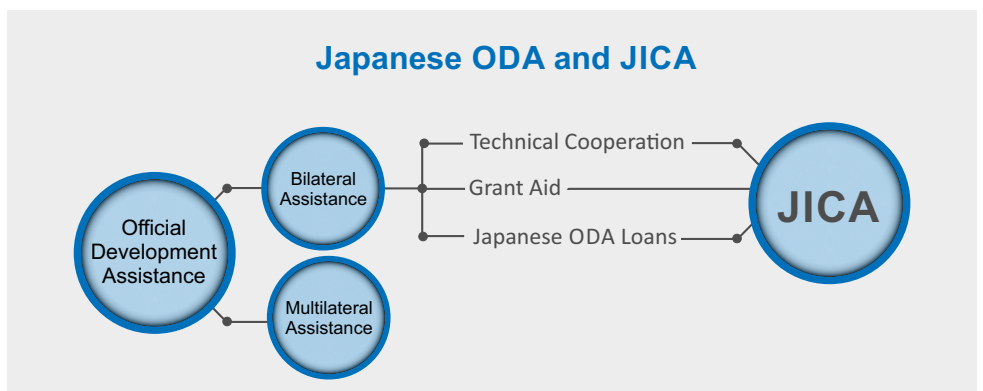 Japanese ODA and JICA
Official
Development
Assistance
Bilateral
Assistance
Multilateral
Assistance
Technical Cooperation
Grant Aid
Japanese ODA Loans
JICA